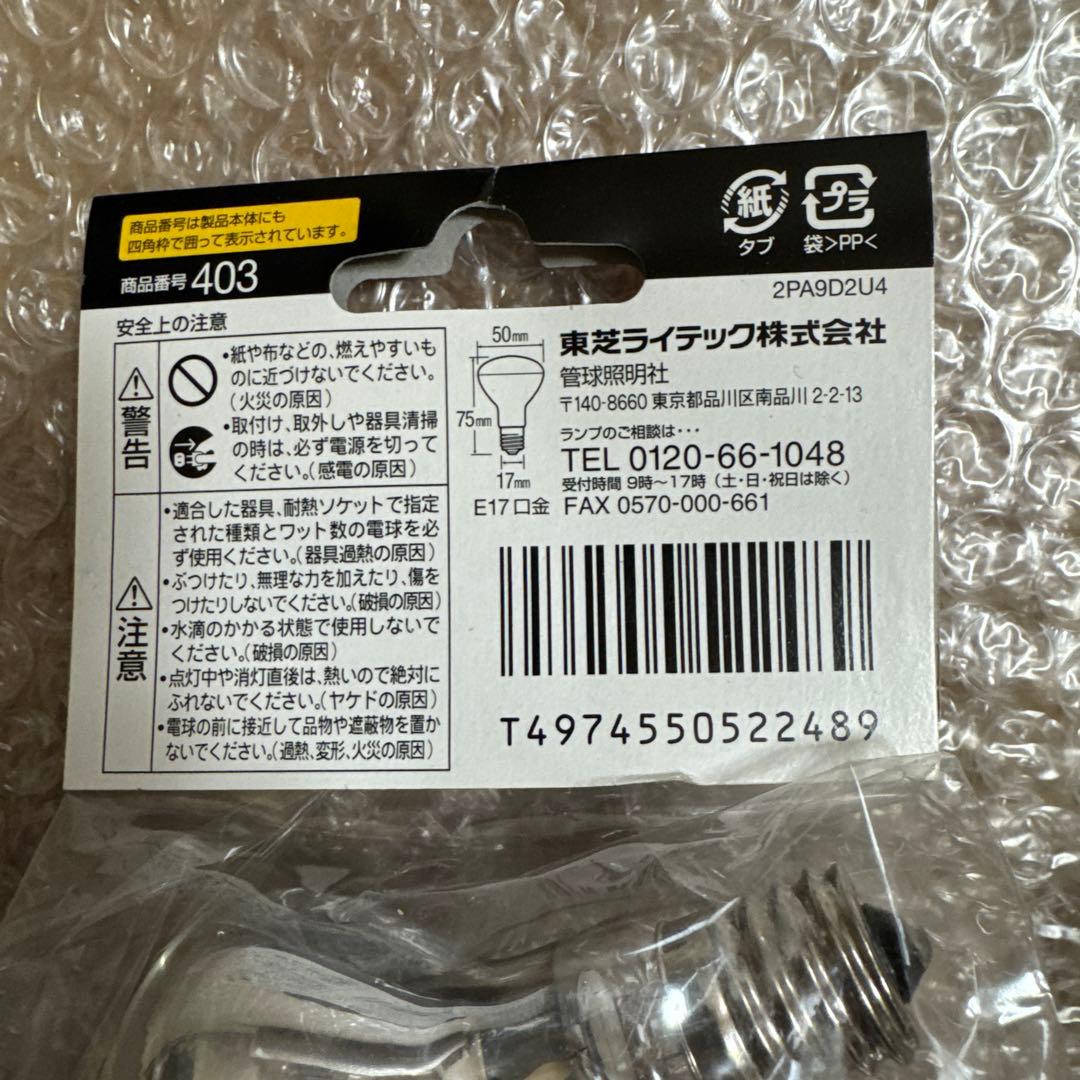 商品番号は製品本体にも
四角枠で囲って表示されています。
商品番号 403
紙
タブ
プラ
袋>PP<
2PA9D2U4
安全上の注意
警告
•紙や布などの、燃えやすいも
のに近づけないでください。
(火災の原因)
•取付け、取外しや器具清掃
の時は、必ず電源を切って
ください。(感電の原因)
注意
•適合した器具、耐熱ソケットで指定
された種類とワット数の電球を必
ず使用ください。(器具過熱の原因)
•ぶつけたり、無理な力を加えたり、傷を
つけたりしないでください。(破損の原因)
•水滴のかかる状態で使用しないで
ください。(破損の原因)
•点灯中や消灯直後は、熱いので絶対に
ふれないでください。(ヤケドの原因)
•電球の前に接近して品物や遮蔽物を置か
ないでください。(過熱、変形、火災の原因)
50mm
75mm
17mm
E17口金
東芝ライテック株式会社
管球照明社
〒140-8660 東京都品川区南品川 2-2-13
ランプのご相談は・・・
TEL 0120-66-1048
受付時間 9時〜17時 (土・日・祝日は除く)
FAX 0570-000-661
T4974550522489